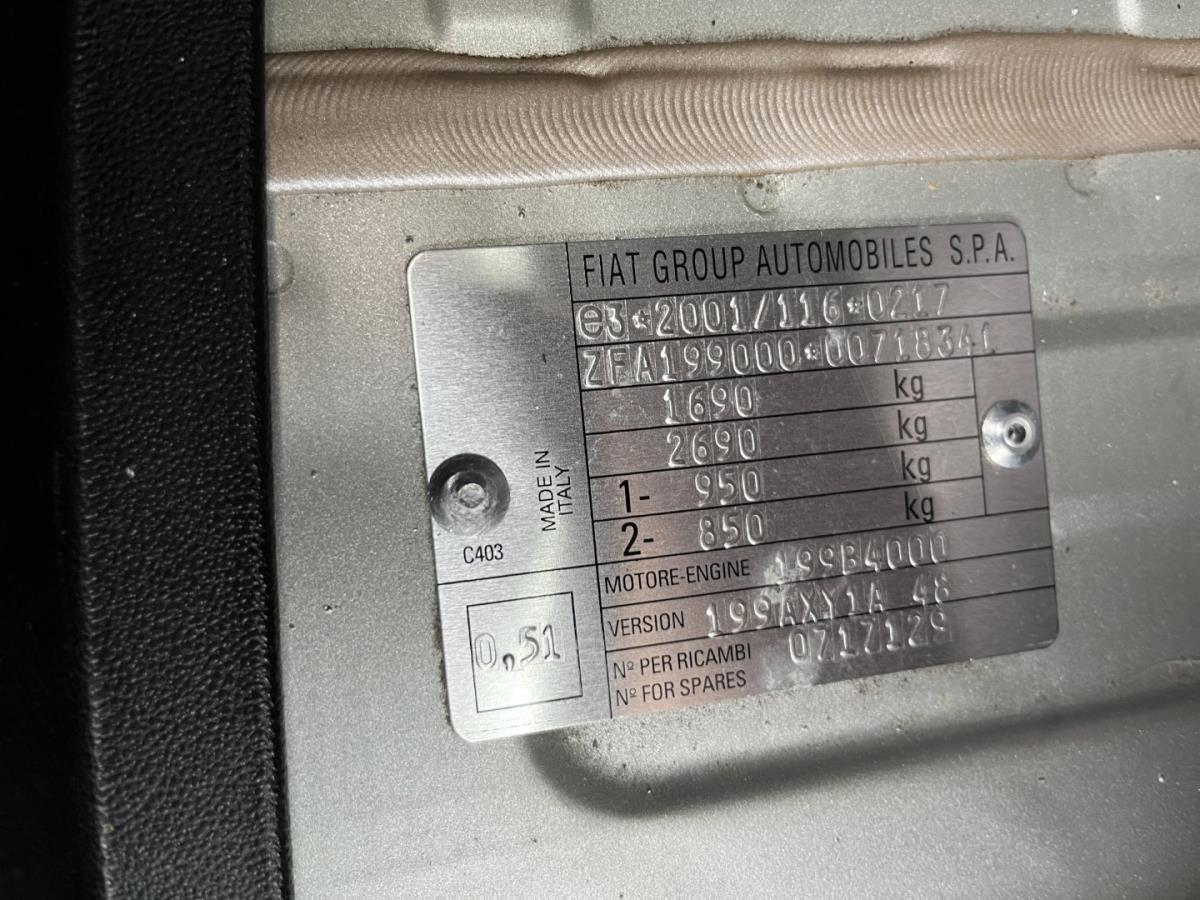 FIAT GROUP AUTOMOBILES S.P.A.
e3*2001/116*0217
ZFA199000*00718341
1690 kg
2690 kg
1- 950 kg
2- 850 kg
MADE IN
ITALY
C403
MOTORE-ENGINE 199B4000
VERSION 199AXY1A 48
0,51
Nº PER RICAMBI 0717129
Nº FOR SPARES